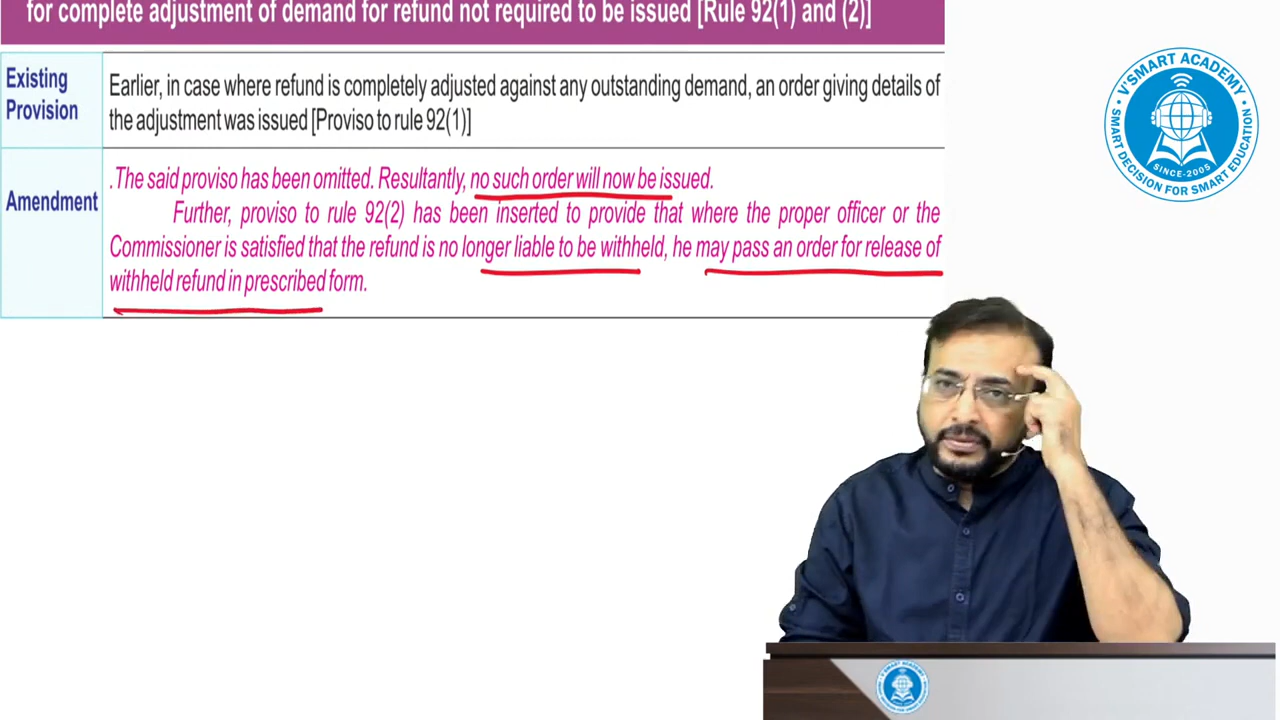 for complete adjustment of demand for refund not required to be issued [Rule 92(1) and (2)]
Existing
Provision
Earlier, in case where refund is completely adjusted against any outstanding demand, an order giving details of
the adjustment was issued [Proviso to rule 92(1)]
Amendment
.The said proviso has been omitted. Resultantly, no such order will now be issued.
Further, proviso to rule 92(2) has been inserted to provide that where the proper officer or the
Commissioner is satisfied that the refund is no longer liable to be withheld, he may pass an order for release of
withheld refund in prescribed form.
V'SMART ACADEMY
SMART DECISION FOR SMART EDUCATION
SINCE-2005